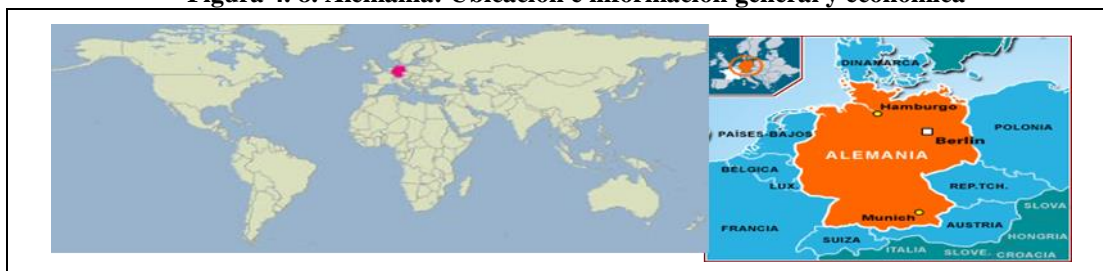 Figura 4. 8. Alemania: Ubicación e información general y económica
DINAMARCA
Hamburgo
PAÍSES-BAJOS
POLONIA
Berlin
ALEMANIA
BELGICA
LUX.
REP.TCH.
SLOVA
Munich
FRANCIA
AUSTRIA
SUIZA
HONGRIA
ITALIA
SLOVE.
CROACIA